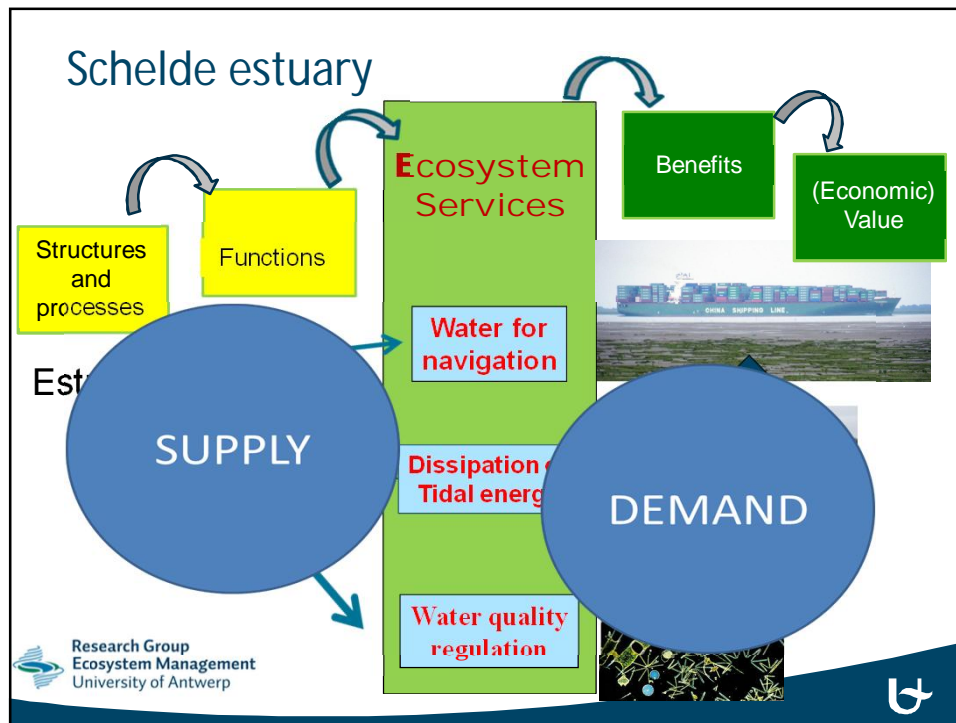 Schelde estuary
Structures
and
processes
Functions
Ecosystem
Services
Benefits
(Economic)
Value
CHINA SHIPPING LINE
Water for
navigation
SUPPLY
Dissipation
Tidal energ
DEMAND
Water quality
regulation
Research Group
Ecosystem Management
University of Antwerp